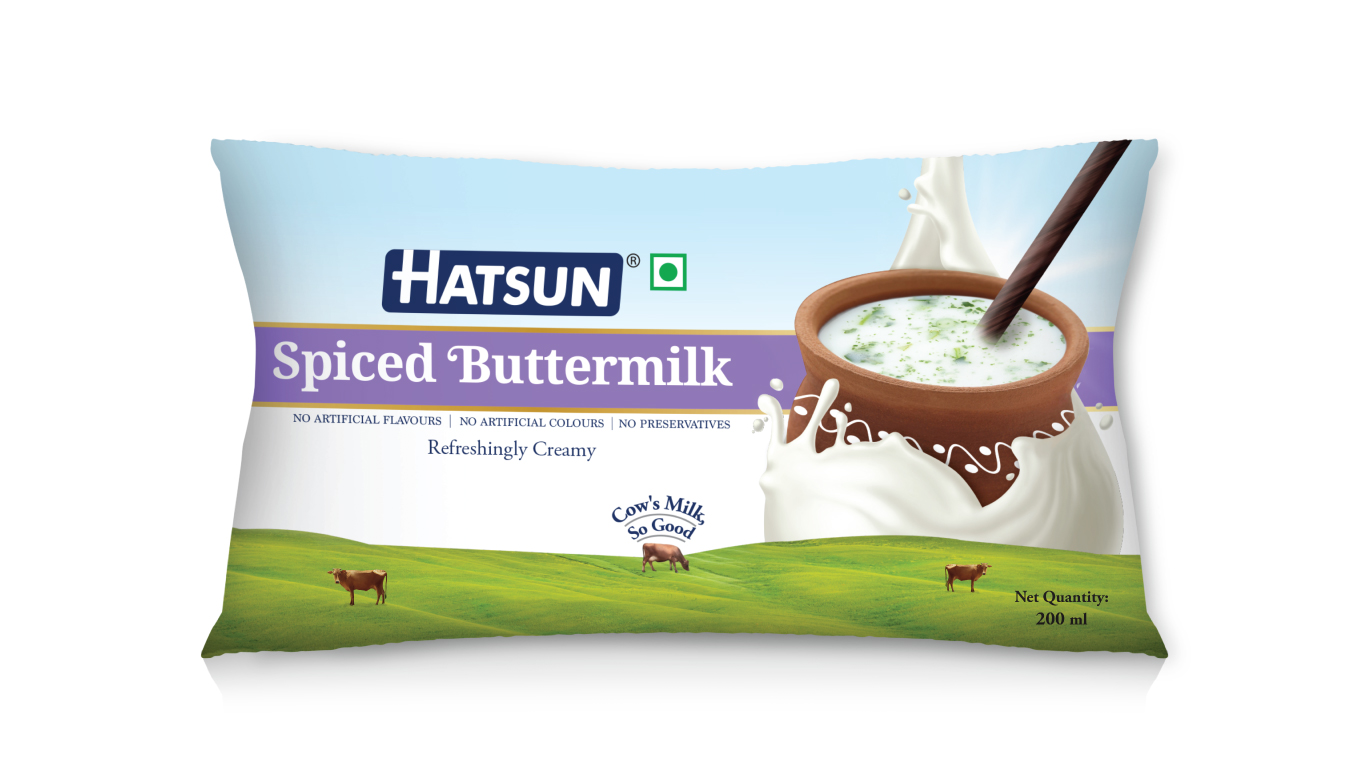 HATSUN®
Spiced Buttermilk
NO ARTIFICIAL FLAVOURS | NO ARTIFICIAL COLOURS | NO PRESERVATIVES
Refreshingly Creamy
Cow's Milk,
So Good
Net Quantity:
200 ml